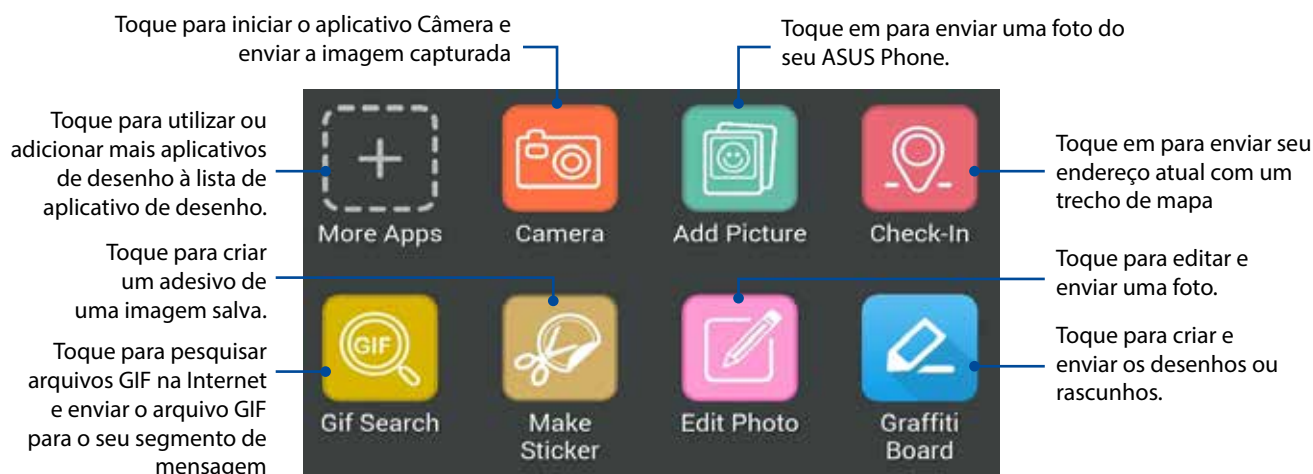 Toque para iniciar o aplicativo Câmera e
enviar a imagem capturada
Toque em para enviar uma foto do
seu ASUS Phone.
Toque para utilizar ou
adicionar mais aplicativos
de desenho à lista de
aplicativo de desenho.
Toque para criar
um adesivo de
uma imagem salva.
Toque para pesquisar
arquivos GIF na Internet
e enviar o arquivo GIF
para o seu segmento de
mensagem
More Apps
Camera
Add Picture
Check-In
GIF
Gif Search
Make
Sticker
Edit Photo
Graffiti
Board
Toque em para enviar seu
endereço atual com um
trecho de mapa
Toque para editar e
enviar uma foto.
Toque para criar e
enviar os desenhos ou
rascunhos.